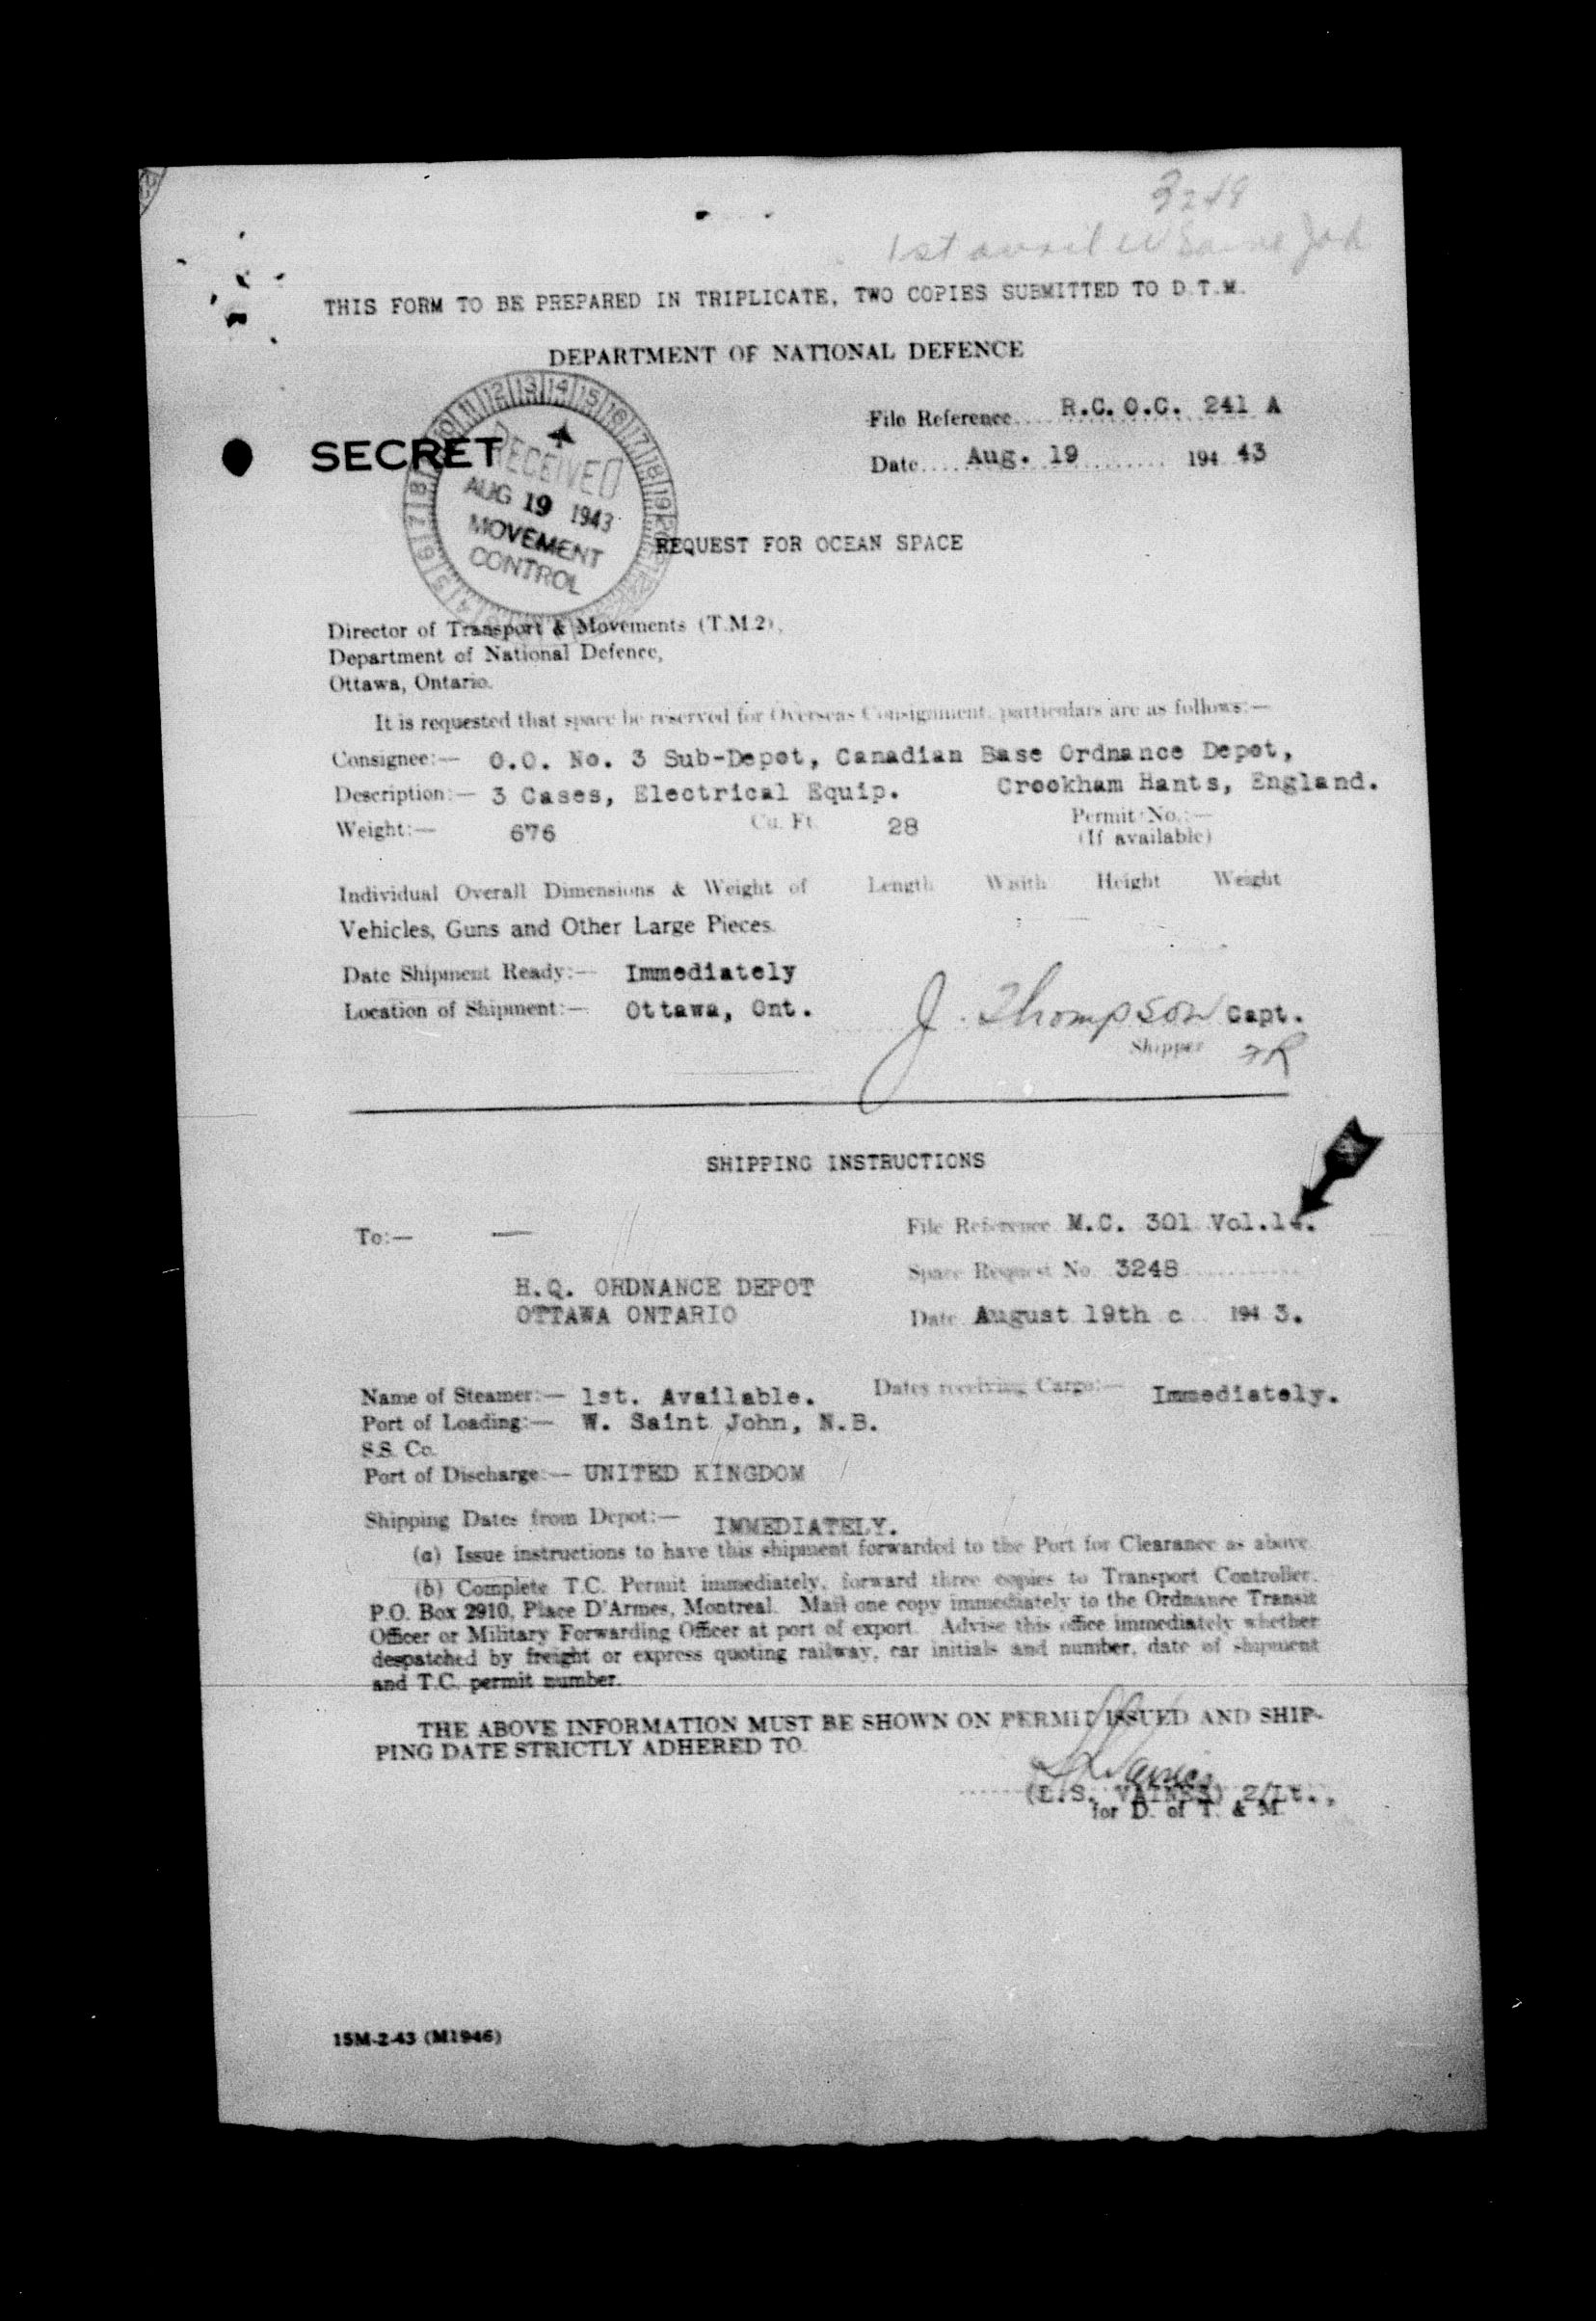 3248
1st avail W Saint Joh
THIS FORM TO BE PREPARED IN TRIPLICATE, TWO COPIES SUBMITTED TO D.T.M.
DEPARTMENT OF NATIONAL DEFENCE
File Reference R.C.O.C. 241 A
SECRET
Date Aug. 19 194 43
RECEIVED
AUG 19 1943
MOVEMENT
CONTROL
REQUEST FOR OCEAN SPACE
Director of Transport & Movements (T.M.2),
Department of National Defence,
Ottawa, Ontario.
It is requested that space be reserved for Overseas Consignment, particulars are as follows:—
Consignee:— O.O. No. 3 Sub-Depot, Canadian Base Ordnance Depot,
Description:— 3 Cases, Electrical Equip. Crookham Hants, England.
Weight:— 676 Cu. Ft. 28 Permit No.:—
(If available)
Individual Overall Dimensions & Weight of Length Width Height Weight
Vehicles, Guns and Other Large Pieces.
Date Shipment Ready:— Immediately
Location of Shipment:— Ottawa, Ont. J. Thompson Capt.
Shipper
SHIPPING INSTRUCTIONS
To:— File Reference M.C. 301 Vol.14.
Space Request No. 3248
H.Q. ORDNANCE DEPOT
OTTAWA ONTARIO
Date August 19th c 194 3.
Name of Steamer:— 1st. Available. Dates receiving Cargo:— Immediately.
Port of Loading:— W. Saint John, N.B.
S.S. Co.
Port of Discharge:— UNITED KINGDOM
Shipping Dates from Depot:— IMMEDIATELY.
(a) Issue instructions to have this shipment forwarded to the Port for Clearance as above.
(b) Complete T.C. Permit immediately, forward three copies to Transport Controller,
P.O. Box 2910, Place D'Armes, Montreal. Mail one copy immediately to the Ordnance Transit
Officer or Military Forwarding Officer at port of export. Advise this office immediately whether
despatched by freight or express quoting railway, car initials and number, date of shipment
and T.C. permit number.
THE ABOVE INFORMATION MUST BE SHOWN ON PERMIT ISSUED AND SHIP-
PING DATE STRICTLY ADHERED TO.
(L.S. VAINES) 2/Lt.,
for D. of T. & M.
15M-2-43 (M1946)